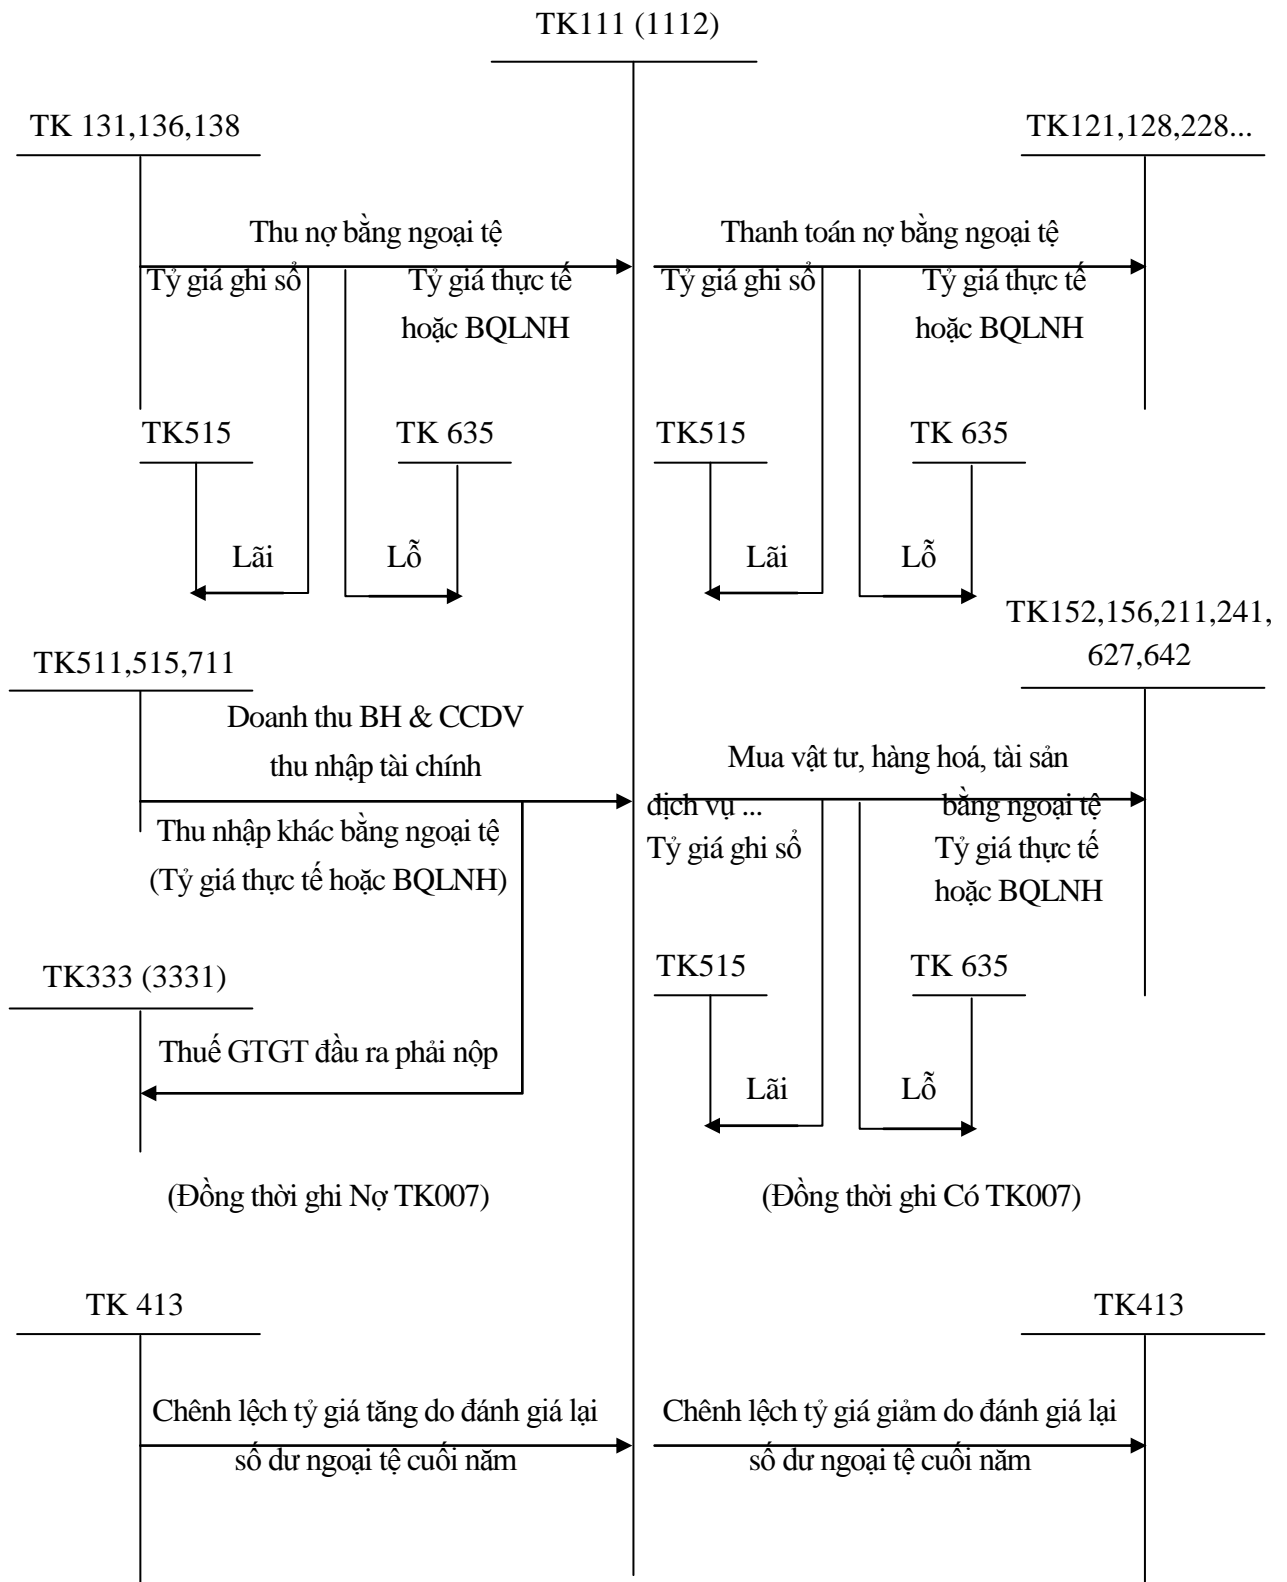 TK111 (1112)
TK 131,136,138
TK121,128,228...
Thu nợ bằng ngoại tệ
Thanh toán nợ bằng ngoại tệ
Tỷ giá ghi sổ
Tỷ giá thực tế
hoặc BQLNH
Tỷ giá ghi sổ
Tỷ giá thực tế
hoặc BQLNH
TK515
TK 635
TK515
TK 635
Lãi
Lỗ
Lãi
Lỗ
TK511,515,711
TK152,156,211,241,
627,642
Doanh thu BH & CCDV
thu nhập tài chính
Thu nhập khác bằng ngoại tệ
(Tỷ giá thực tế hoặc BQLNH)
Mua vật tư, hàng hoá, tài sản
dịch vụ ...
bằng ngoại tệ
Tỷ giá ghi sổ
Tỷ giá thực tế
hoặc BQLNH
TK333 (3331)
TK515
TK 635
Thuế GTGT đầu ra phải nộp
Lãi
Lỗ
(Đồng thời ghi Nợ TK007)
(Đồng thời ghi Có TK007)
TK 413
TK413
Chênh lệch tỷ giá tăng do đánh giá lại
số dư ngoại tệ cuối năm
Chênh lệch tỷ giá giảm do đánh giá lại
số dư ngoại tệ cuối năm